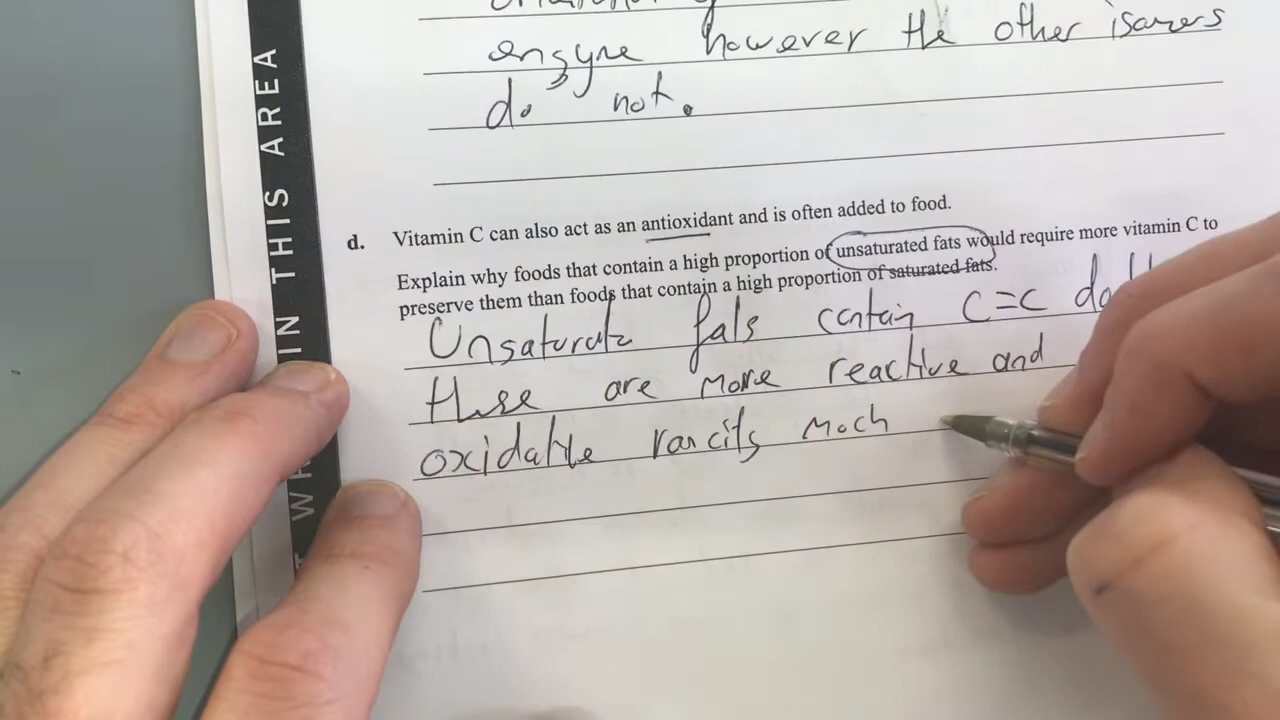 enzyme however the other isomers
do not.
d. Vitamin C can also act as an antioxidant and is often added to food.
Explain why foods that contain a high proportion of unsaturated fats would require more vitamin C to
preserve them than foods that contain a high proportion of saturated fats.
Unsaturate fats contain C=C
these are more reactive and
oxidatile rancity much
IN THIS AREA